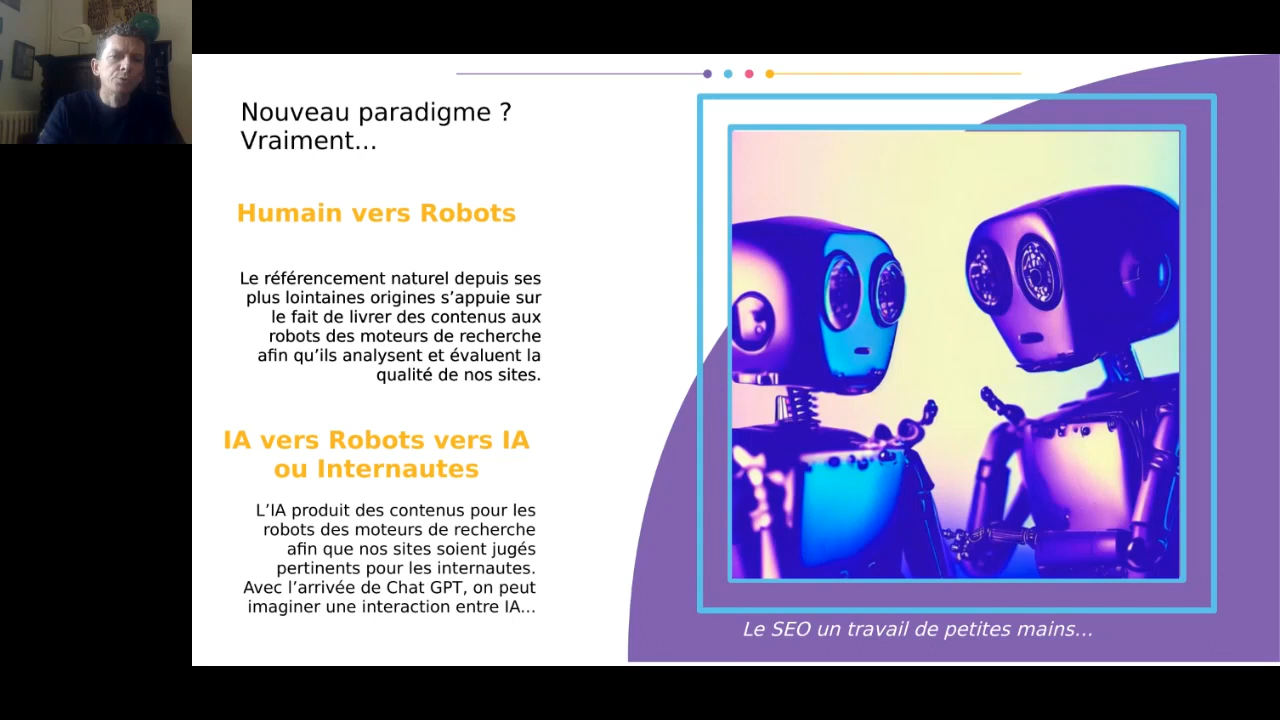 Nouveau paradigme ?
Vraiment...
Humain vers Robots
Le référencement naturel depuis ses
plus lointaines origines s’appuie sur
le fait de livrer des contenus aux
robots des moteurs de recherche
afin qu’ils analysent et évaluent la
qualité de nos sites.
IA vers Robots vers IA
ou Internautes
L’IA produit des contenus pour les
robots des moteurs de recherche
afin que nos sites soient jugés
pertinents pour les internautes.
Avec l’arrivée de Chat GPT, on peut
imaginer une interaction entre IA...
Le SEO un travail de petites mains...